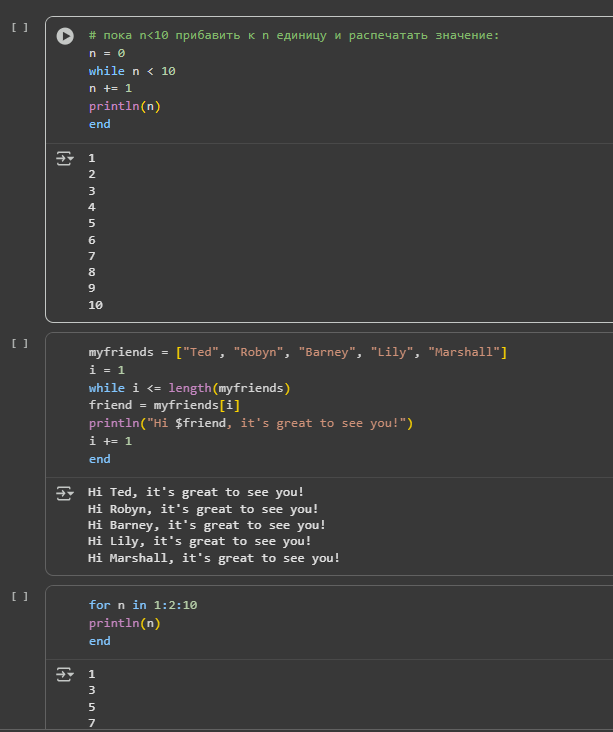 [ ]
# пока n<10 прибавить к n единицу и распечатать значение:
n = 0
while n < 10
n += 1
println(n)
end
1
2
3
4
5
6
7
8
9
10
[ ]
myfriends = ["Ted", "Robyn", "Barney", "Lily", "Marshall"]
i = 1
while i <= length(myfriends)
friend = myfriends[i]
println("Hi $friend, it's great to see you!")
i += 1
end
Hi Ted, it's great to see you!
Hi Robyn, it's great to see you!
Hi Barney, it's great to see you!
Hi Lily, it's great to see you!
Hi Marshall, it's great to see you!
[ ]
for n in 1:2:10
println(n)
end
1
3
5
7